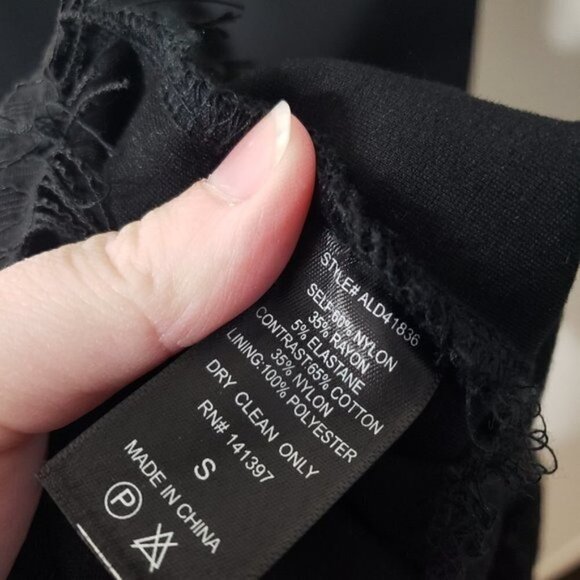 STYLE# ALD41836
SELF:60% NYLON
35% RAYON
5% ELASTANE
CONTRAST:65% COTTON
35% NYLON
LINING:100% POLYESTER
DRY CLEAN ONLY
RN# 141397
S
MADE IN CHINA
P